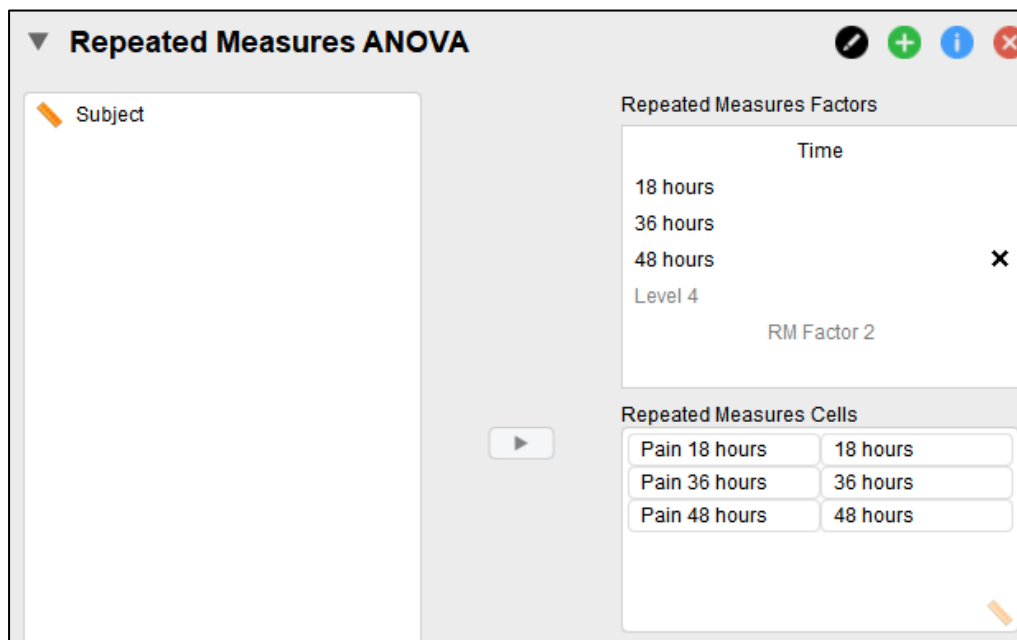 Repeated Measures ANOVA
Subject
Repeated Measures Factors
Time
18 hours
36 hours
48 hours
Level 4
RM Factor 2
Repeated Measures Cells
Pain 18 hours 18 hours
Pain 36 hours 36 hours
Pain 48 hours 48 hours